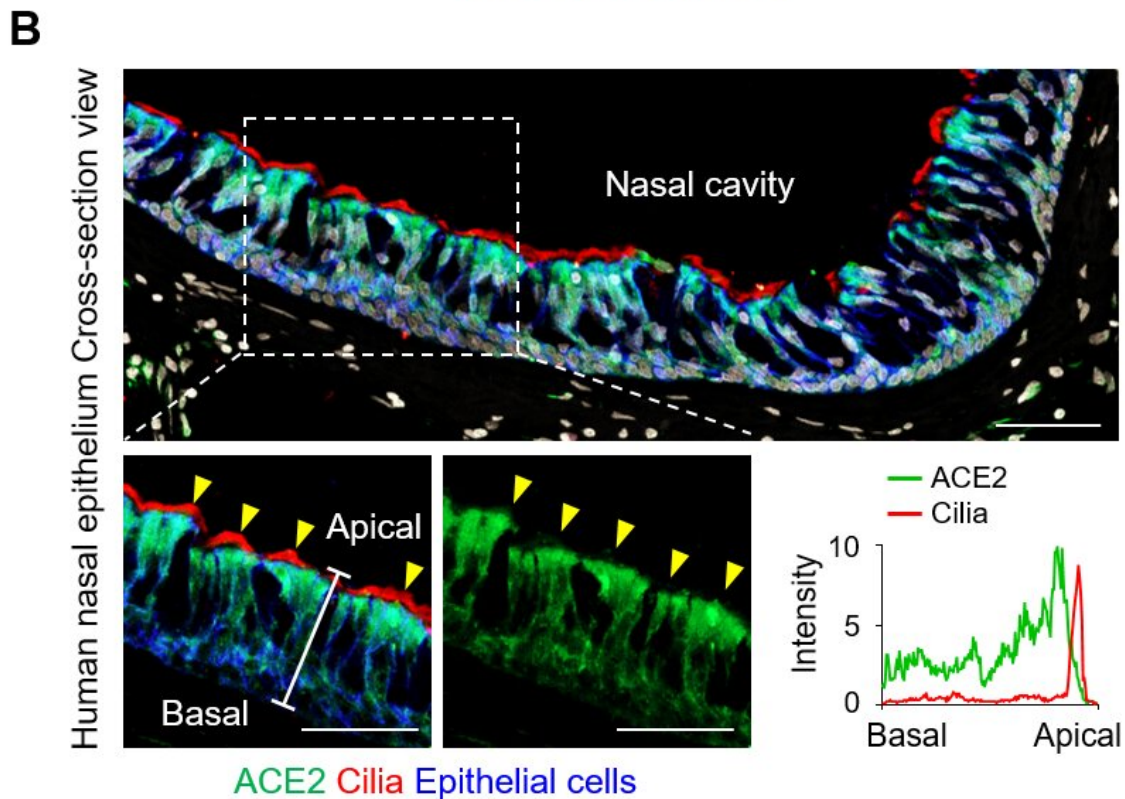 B
Human nasal epithelium Cross-section view
Nasal cavity
Apical
Basal
ACE2
Cilia
10
5
0
Intensity
Basal
Apical
ACE2 Cilia Epithelial cells